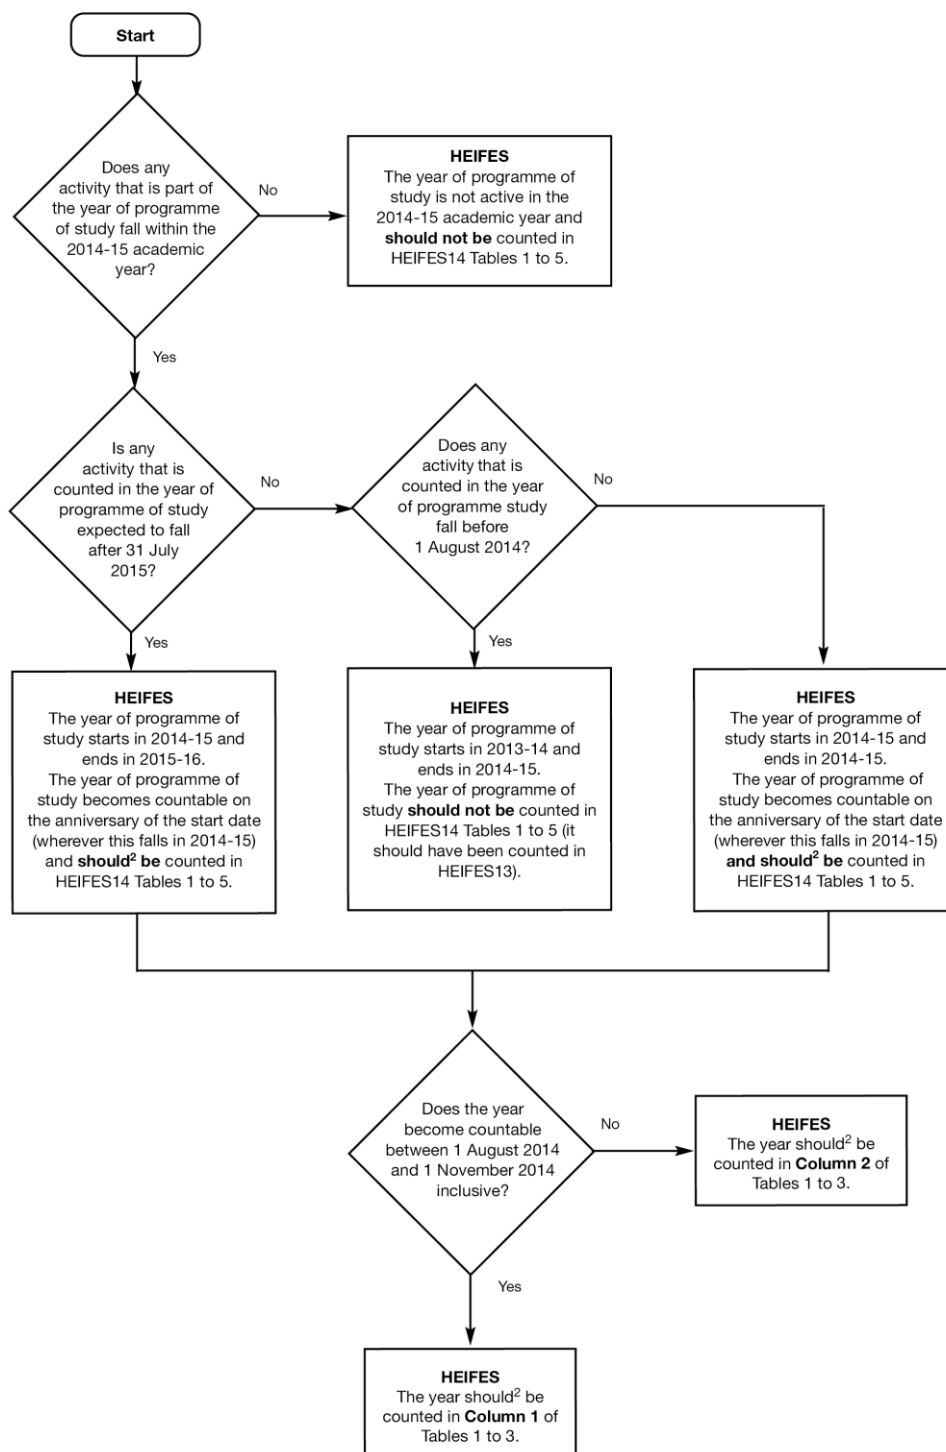 Start
Does any
activity that is part of
the year of programme
of study fall within the
2014-15 academic
year?
No
HEIFES
The year of programme of
study is not active in the
2014-15 academic year and
should not be counted in
HEIFES14 Tables 1 to 5.
Yes
Is any
activity that is
counted in the year of
programme of study
expected to fall
after 31 July
2015?
No
Does any
activity that is
counted in the year
of programme study
fall before
1 August 2014?
No
Yes
Yes
HEIFES
The year of programme of
study starts in 2014-15 and
ends in 2015-16.
The year of programme of
study becomes countable on
the anniversary of the start date
(wherever this falls in 2014-15)
and should² be counted in
HEIFES14 Tables 1 to 5.
HEIFES
The year of programme of
study starts in 2013-14 and
ends in 2014-15.
The year of programme of
study should not be counted in
HEIFES14 Tables 1 to 5 (it
should have been counted in
HEIFES13).
HEIFES
The year of programme of
study starts in 2014-15 and
ends in 2014-15.
The year of programme of
study becomes countable on
the anniversary of the start date
(wherever this falls in 2014-15)
and should² be counted in
HEIFES14 Tables 1 to 5.
Does the year
become countable
between 1 August 2014
and 1 November 2014
inclusive?
No
HEIFES
The year should² be
counted in Column 2 of
Tables 1 to 3.
Yes
HEIFES
The year should² be
counted in Column 1 of
Tables 1 to 3.